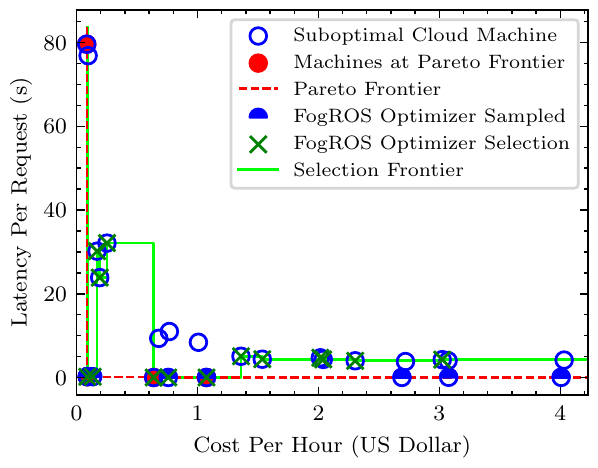 Suboptimal Cloud Machine
Machines at Pareto Frontier
Pareto Frontier
FogROS Optimizer Sampled
FogROS Optimizer Selection
Selection Frontier
Latency Per Request (s)
80
60
40
20
0
0 1 2 3 4
Cost Per Hour (US Dollar)